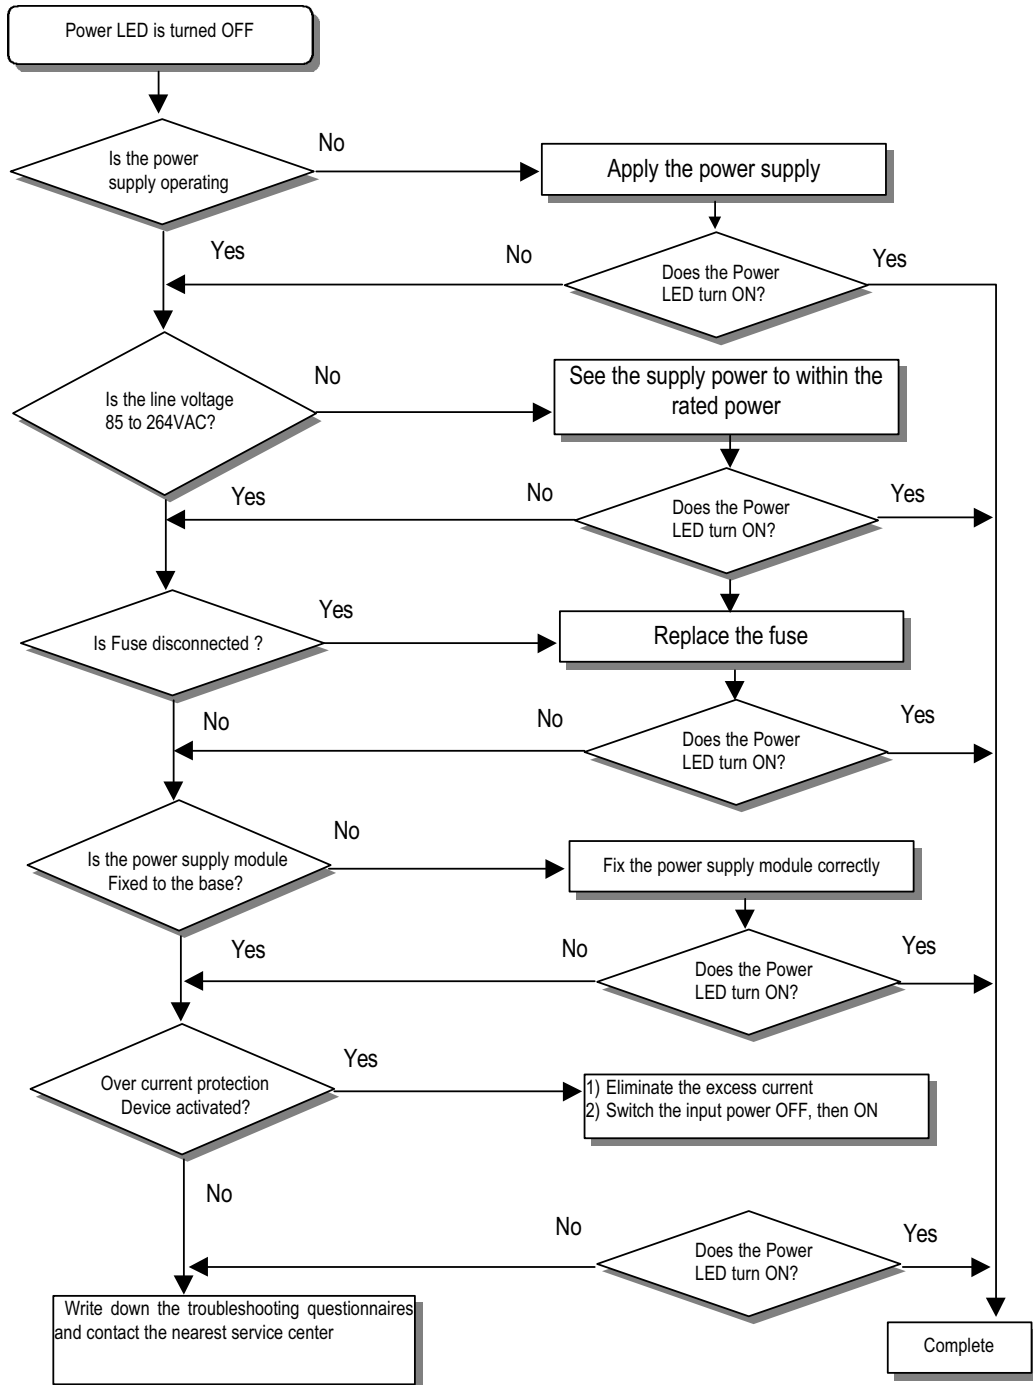 Power LED is turned OFF
No
Is the power
supply operating
Apply the power supply
Yes
No
Does the Power
LED turn ON?
Yes
No
Is the line voltage
85 to 264VAC?
See the supply power to within the
rated power
Yes
No
Does the Power
LED turn ON?
Yes
Yes
Is Fuse disconnected ?
Replace the fuse
No
No
Does the Power
LED turn ON?
Yes
No
Is the power supply module
Fixed to the base?
Fix the power supply module correctly
Yes
No
Does the Power
LED turn ON?
Yes
Yes
Over current protection
Device activated?
1) Eliminate the excess current
2) Switch the input power OFF, then ON
No
No
Does the Power
LED turn ON?
Yes
Write down the troubleshooting questionnaires
and contact the nearest service center
Complete